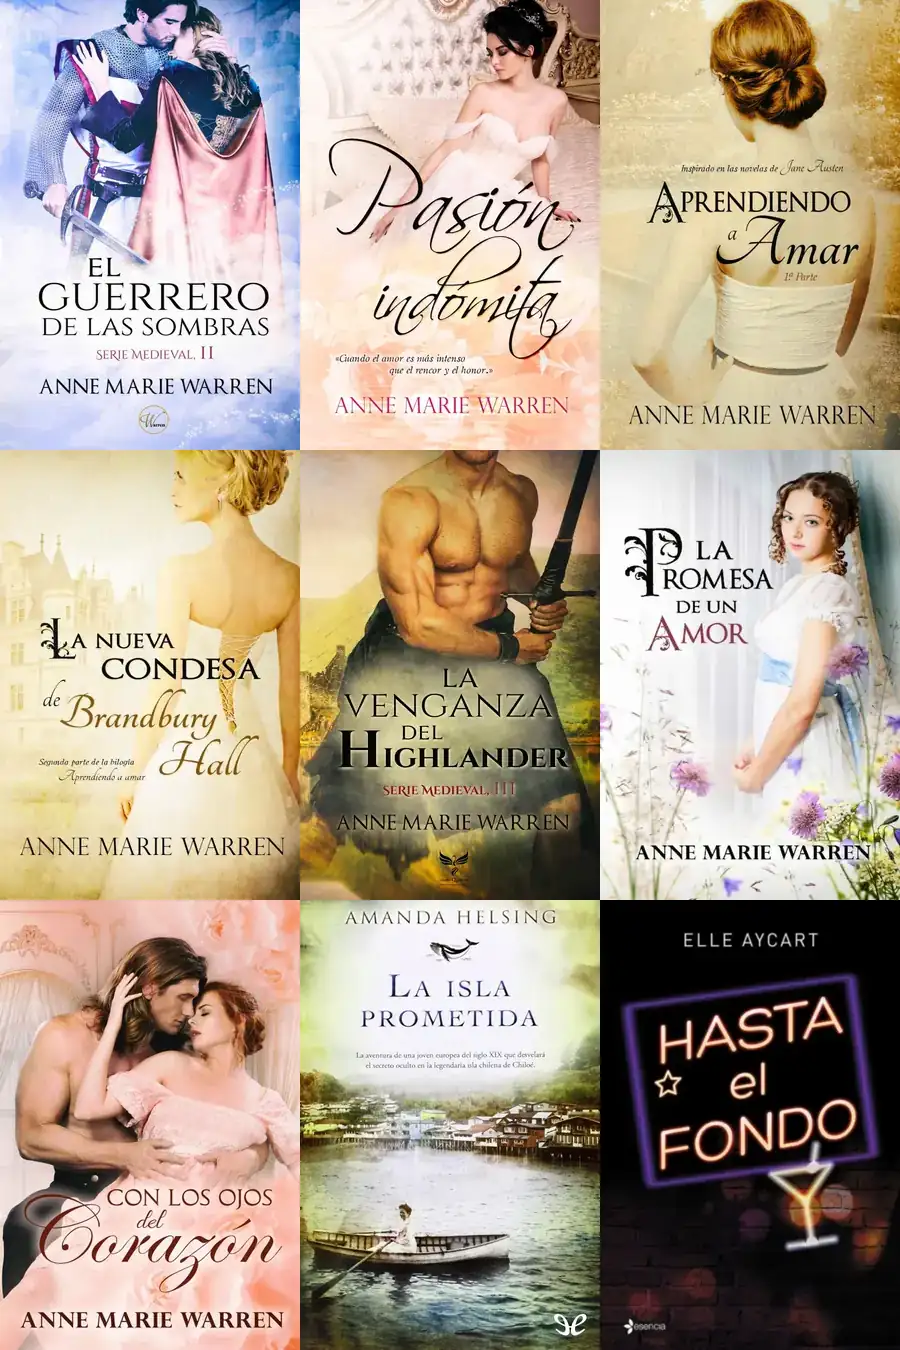 EL
GUERRERO
DE LAS SOMBRAS
SERIE MEDIEVAL, II
ANNE MARIE WARREN
Warren
Pasión
indómita
«Cuando el amor es más intenso
que el rencor y el honor.»
ANNE MARIE WARREN
Inspirado en las novelas de Jane Austen
APRENDIENDO
a Amar
1ª Parte
ANNE MARIE WARREN
LA NUEVA
CONDESA
de Brandbury
Hall
Segunda parte de la bilogía
Aprendiendo a amar
ANNE MARIE WARREN
LA
VENGANZA
DEL
HIGHLANDER
SERIE MEDIEVAL, III
ANNE MARIE WARREN
LA
PROMESA
DE UN
AMOR
ANNE MARIE WARREN
CON LOS OJOS
del
Corazón
ANNE MARIE WARREN
AMANDA HELSING
LA ISLA
PROMETIDA
La aventura de una joven europea del siglo XIX que desvelará
el secreto oculto en la legendaria isla chilena de Chiloé.
ELLE AYCART
HASTA
el
FONDO
esencia